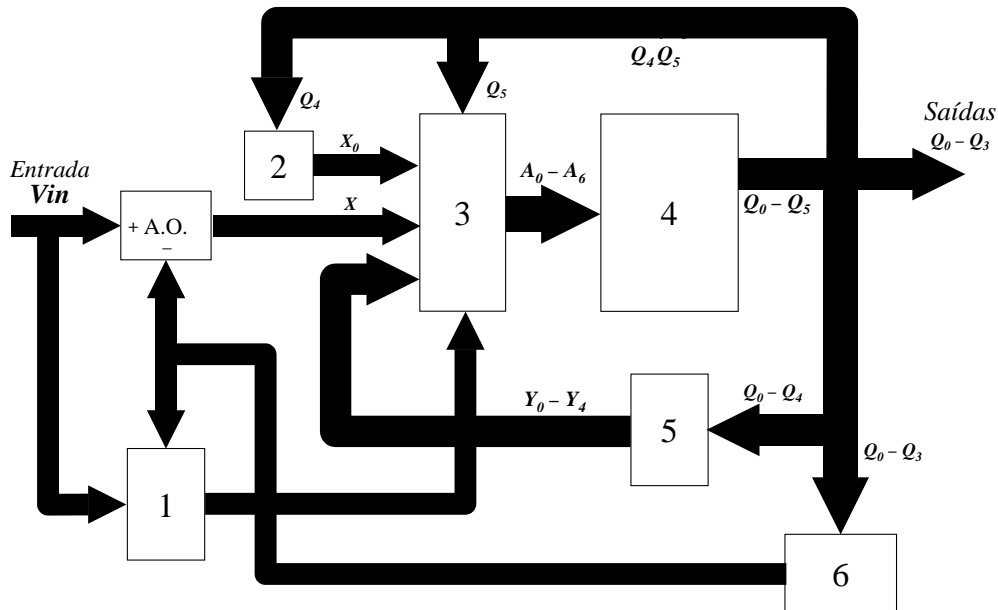 Q₄Q₅
Q₄
Q₅
Saídas
Q₀ – Q₃
2
X₀
Entrada
Vin
A₀ – A₆
+ A.O.
–
X
3
4
Q₀ – Q₅
Y₀ – Y₄
5
Q₀ – Q₄
Q₀ – Q₃
1
6